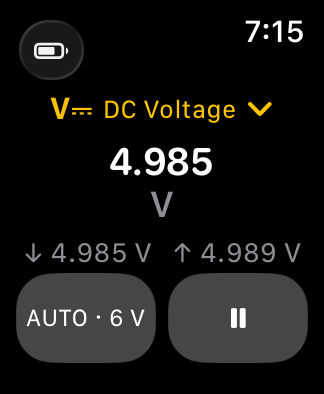 7:15
V⎓ DC Voltage
4.985
V
↓ 4.985 V ↑ 4.989 V
AUTO · 6 V